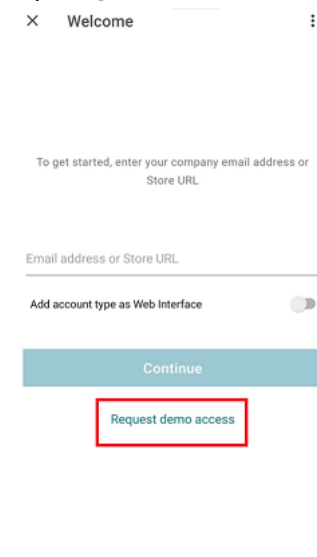 Welcome
To get started, enter your company email address or
Store URL
Email address or Store URL
Add account type as Web Interface
Continue
Request demo access